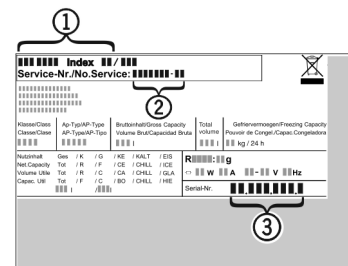 1
Index /
Service-Nr./No.Service: -
2
Klasse/Class Ap-Typ/AP-Type Bruttoinhalt/Gross Capacity Total Gefriervermoegen/Freezing Capacity
Classe/Clase AP-Type/AP-Tipo Volume Brut/Capacidad Bruta volume Pouvoir de Congel./Capac.Congeladora
l l kg / 24 h
Nutzinhalt Ges / K / G / KE / KALT / EIS
Net.Capacity Tot / R / F / CE / CHILL / ICE
Volume Utile Tot / R / C / CA / CHILL / GLA
Capac. Util Tot / F / C / BO / CHILL / HIE
l / l
R : g
W A - V Hz
Serial-Nr. . . .
3